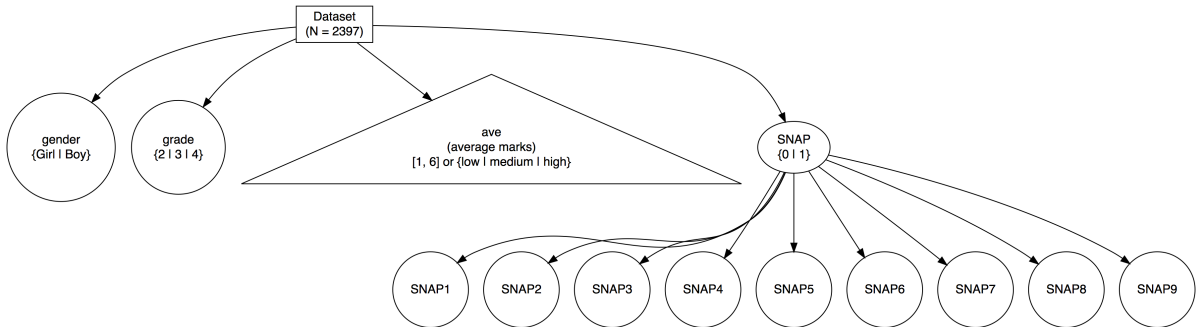 Dataset
(N = 2397)
gender
{Girl | Boy}
grade
{2 | 3 | 4}
ave
(average marks)
[1, 6] or {low | medium | high}
SNAP
{0 | 1}
SNAP1
SNAP2
SNAP3
SNAP4
SNAP5
SNAP6
SNAP7
SNAP8
SNAP9